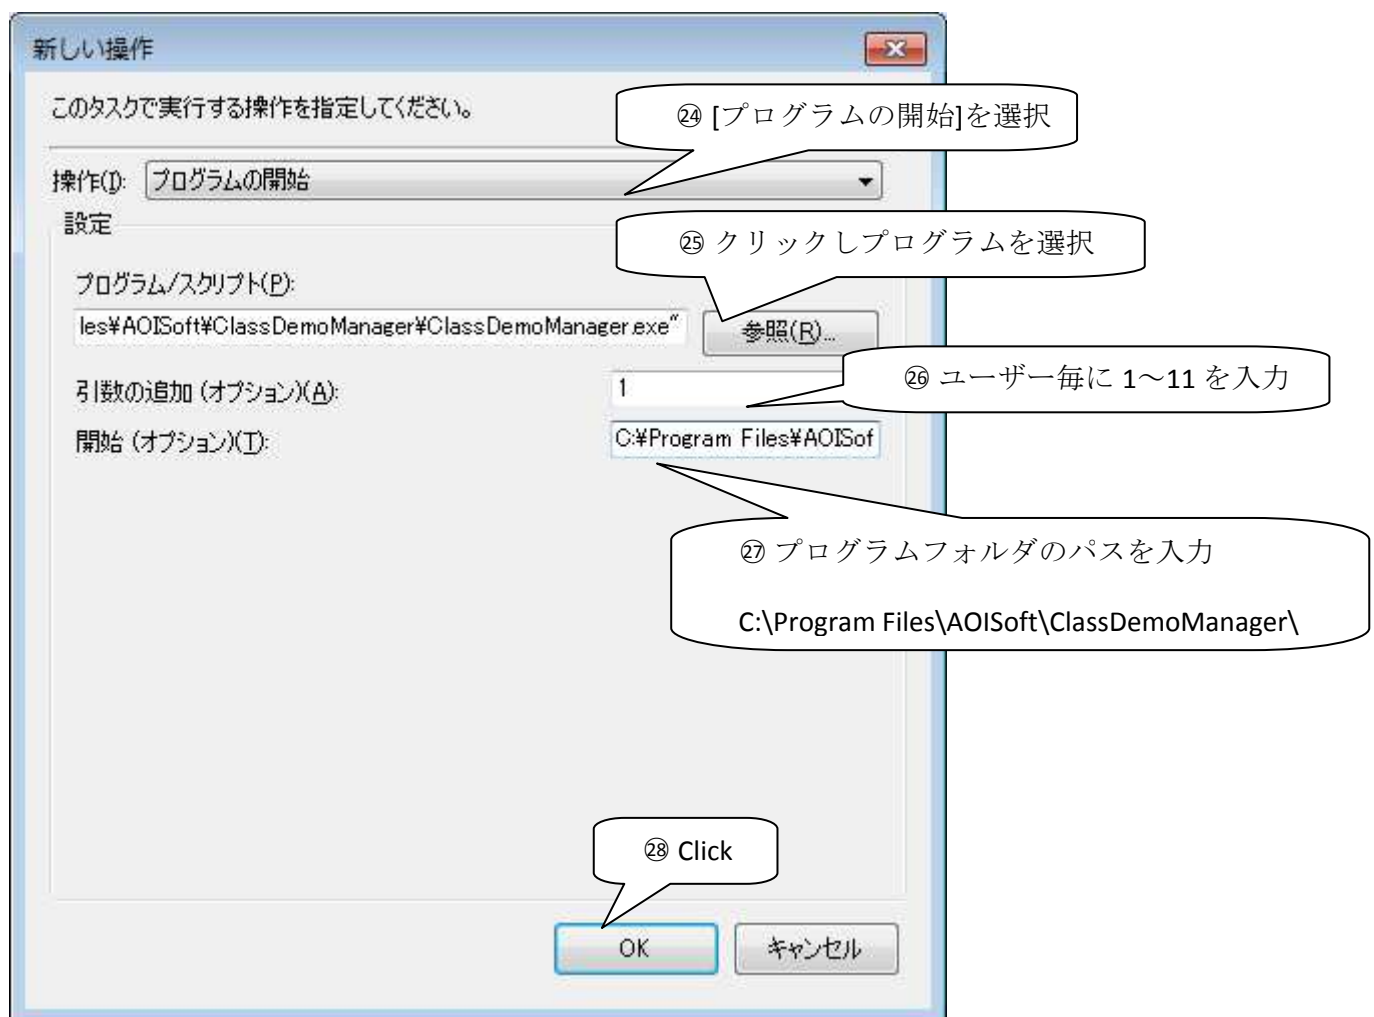 新しい操作
このタスクで実行する操作を指定してください。
㉔ [プログラムの開始]を選択
操作(I): プログラムの開始
設定
㉕ クリックしプログラムを選択
プログラム/スクリプト(P):
les¥AOISoft¥ClassDemoManager¥ClassDemoManager.exe" 参照(R)...
引数の追加 (オプション)(A): 1
㉖ ユーザー毎に 1～11 を入力
開始 (オプション)(T): C:¥Program Files¥AOISof
㉗ プログラムフォルダのパスを入力
C:\Program Files\AOISoft\ClassDemoManager\
㉘ Click
OK キャンセル